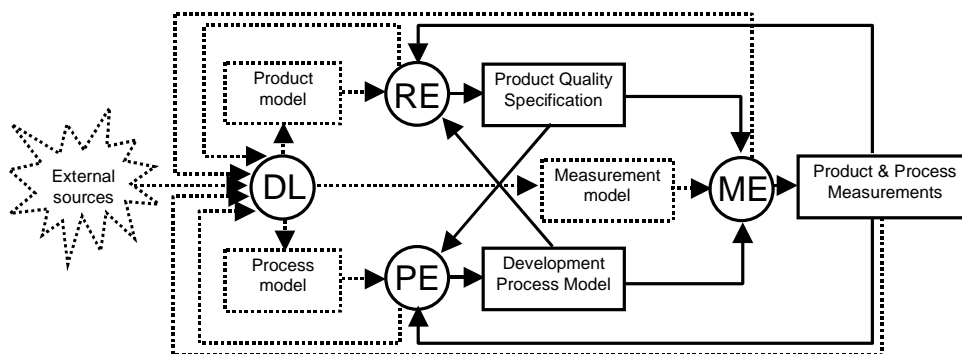 Product
model
RE
Product Quality
Specification
External
sources
DL
Measurement
model
ME
Product & Process
Measurements
Process
model
PE
Development
Process Model